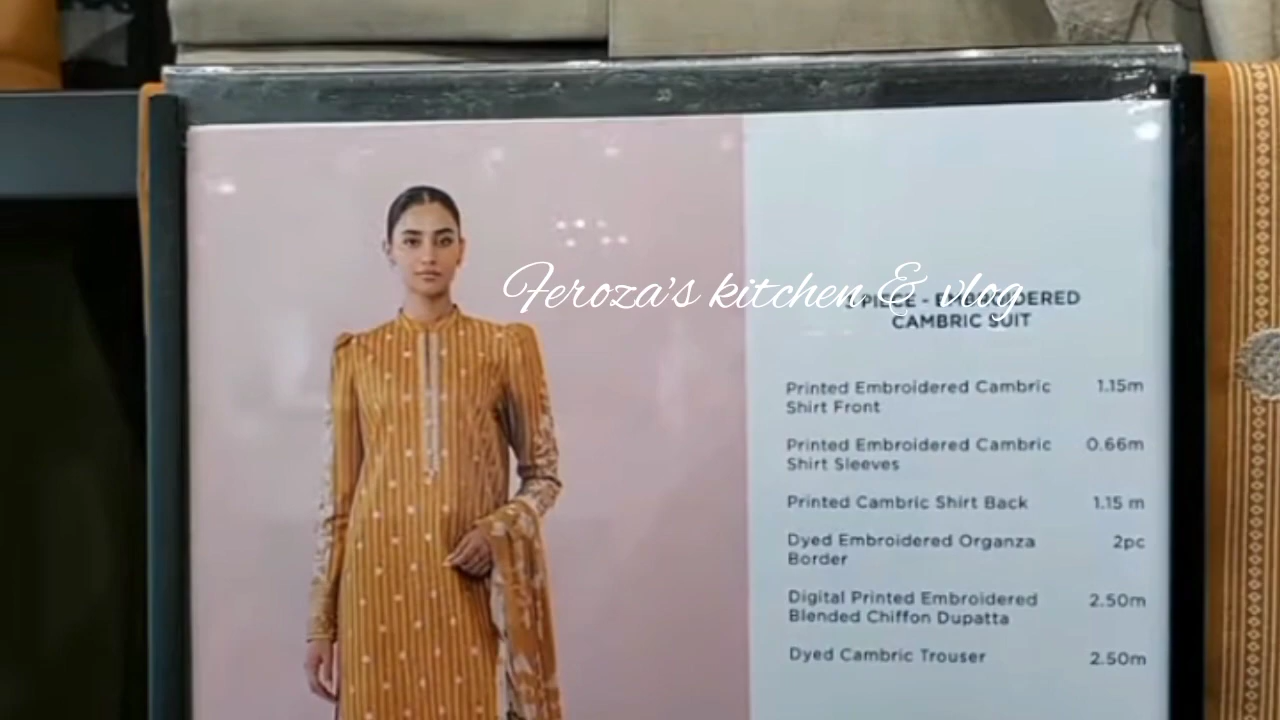 Feroza's kitchen & vlog
PIECE - EMBROIDERED
CAMBRIC SUIT
Printed Embroidered Cambric 1.15m
Shirt Front
Printed Embroidered Cambric 0.66m
Shirt Sleeves
Printed Cambric Shirt Back 1.15 m
Dyed Embroidered Organza 2pc
Border
Digital Printed Embroidered 2.50m
Blended Chiffon Dupatta
Dyed Cambric Trouser 2.50m